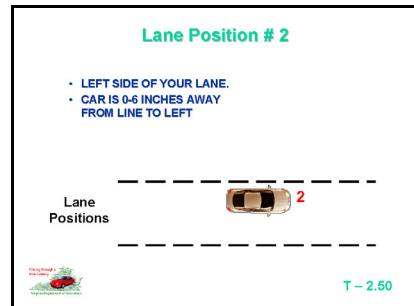 Lane Position # 2
• LEFT SIDE OF YOUR LANE.
• CAR IS 0-6 INCHES AWAY
FROM LINE TO LEFT
2
Lane
Positions
T – 2.50